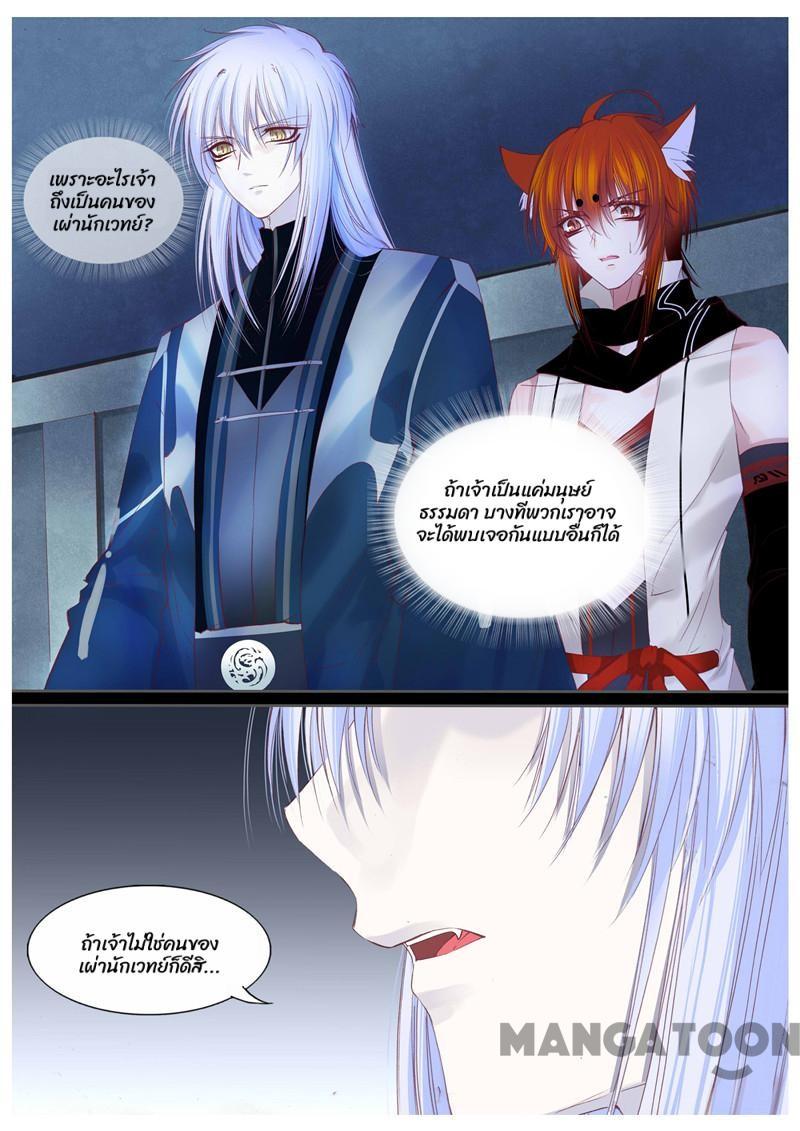 เพราะอะไรเจ้า
ถึงเป็นคนของ
เผ่านักเวทย์?
ถ้าเจ้าเป็นแค่มนุษย์
ธรรมดา บางทีพวกเราอาจ
จะได้พบเจอกันแบบอื่นก็ได้
ถ้าเจ้าไม่ใช่คนของ
เผ่านักเวทย์ก็ดีสิ...
MANGATOON